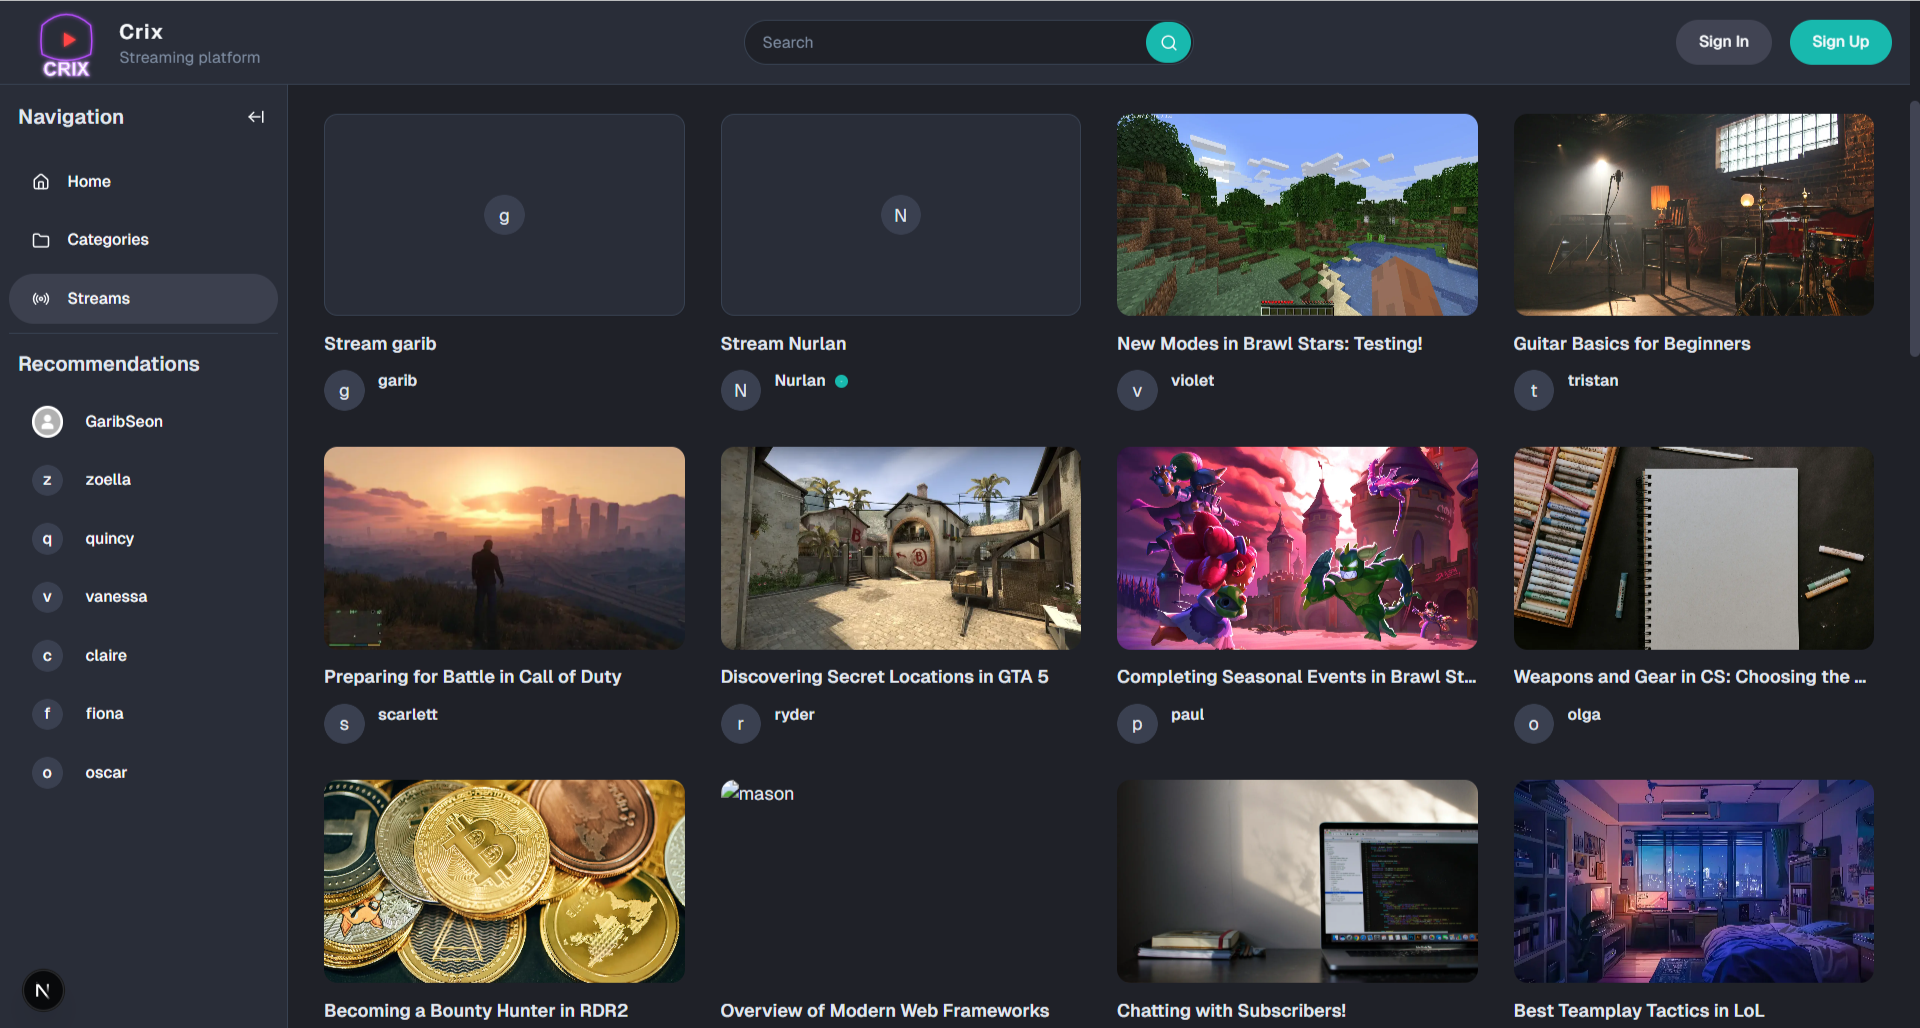 CRIX
Crix
Streaming platform
Search
Sign In
Sign Up
Navigation
Home
Categories
Streams
Recommendations
GaribSeon
z
zoella
q
quincy
v
vanessa
c
claire
f
fiona
o
oscar
N
g
N
Stream garib
Stream Nurlan
New Modes in Brawl Stars: Testing!
Guitar Basics for Beginners
g
garib
N
Nurlan
v
violet
t
tristan
B
B
Preparing for Battle in Call of Duty
Discovering Secret Locations in GTA 5
Completing Seasonal Events in Brawl St...
Weapons and Gear in CS: Choosing the ...
s
scarlett
r
ryder
p
paul
o
olga
mason
Becoming a Bounty Hunter in RDR2
Overview of Modern Web Frameworks
Chatting with Subscribers!
Best Teamplay Tactics in LoL